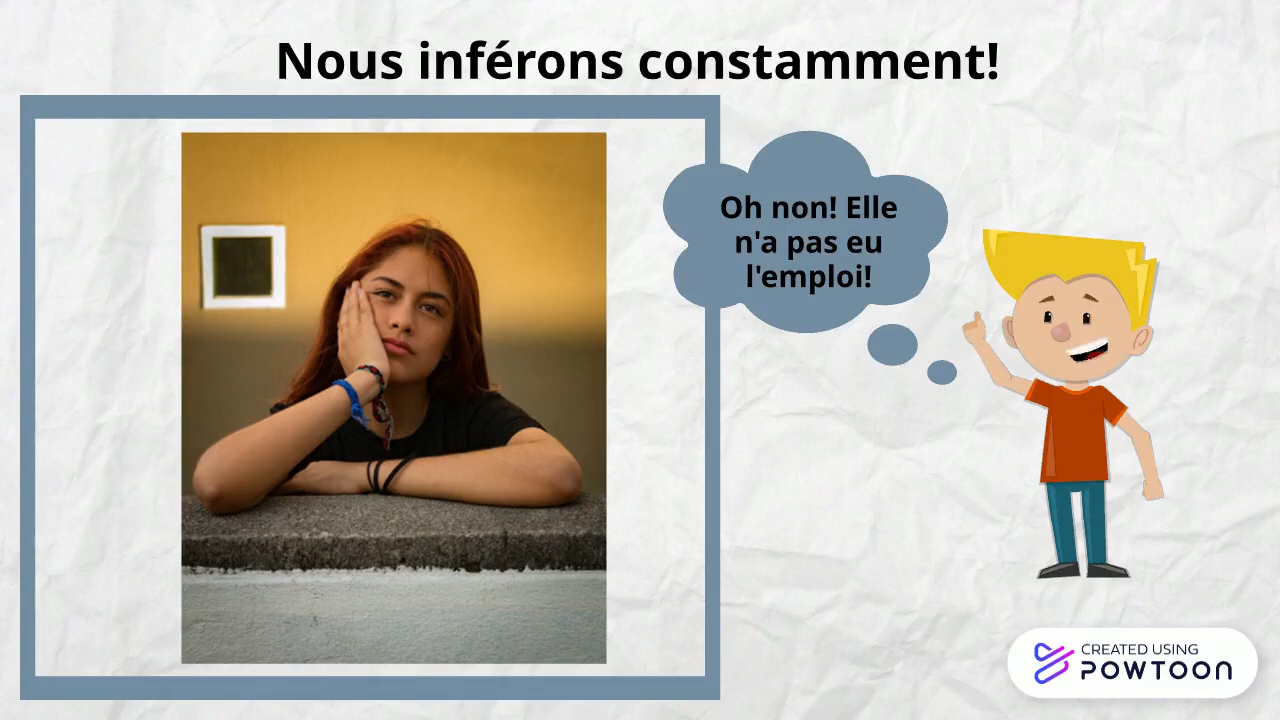 Nous inférons constamment!
Oh non! Elle
n'a pas eu
l'emploi!
CREATED USING
POWTOON